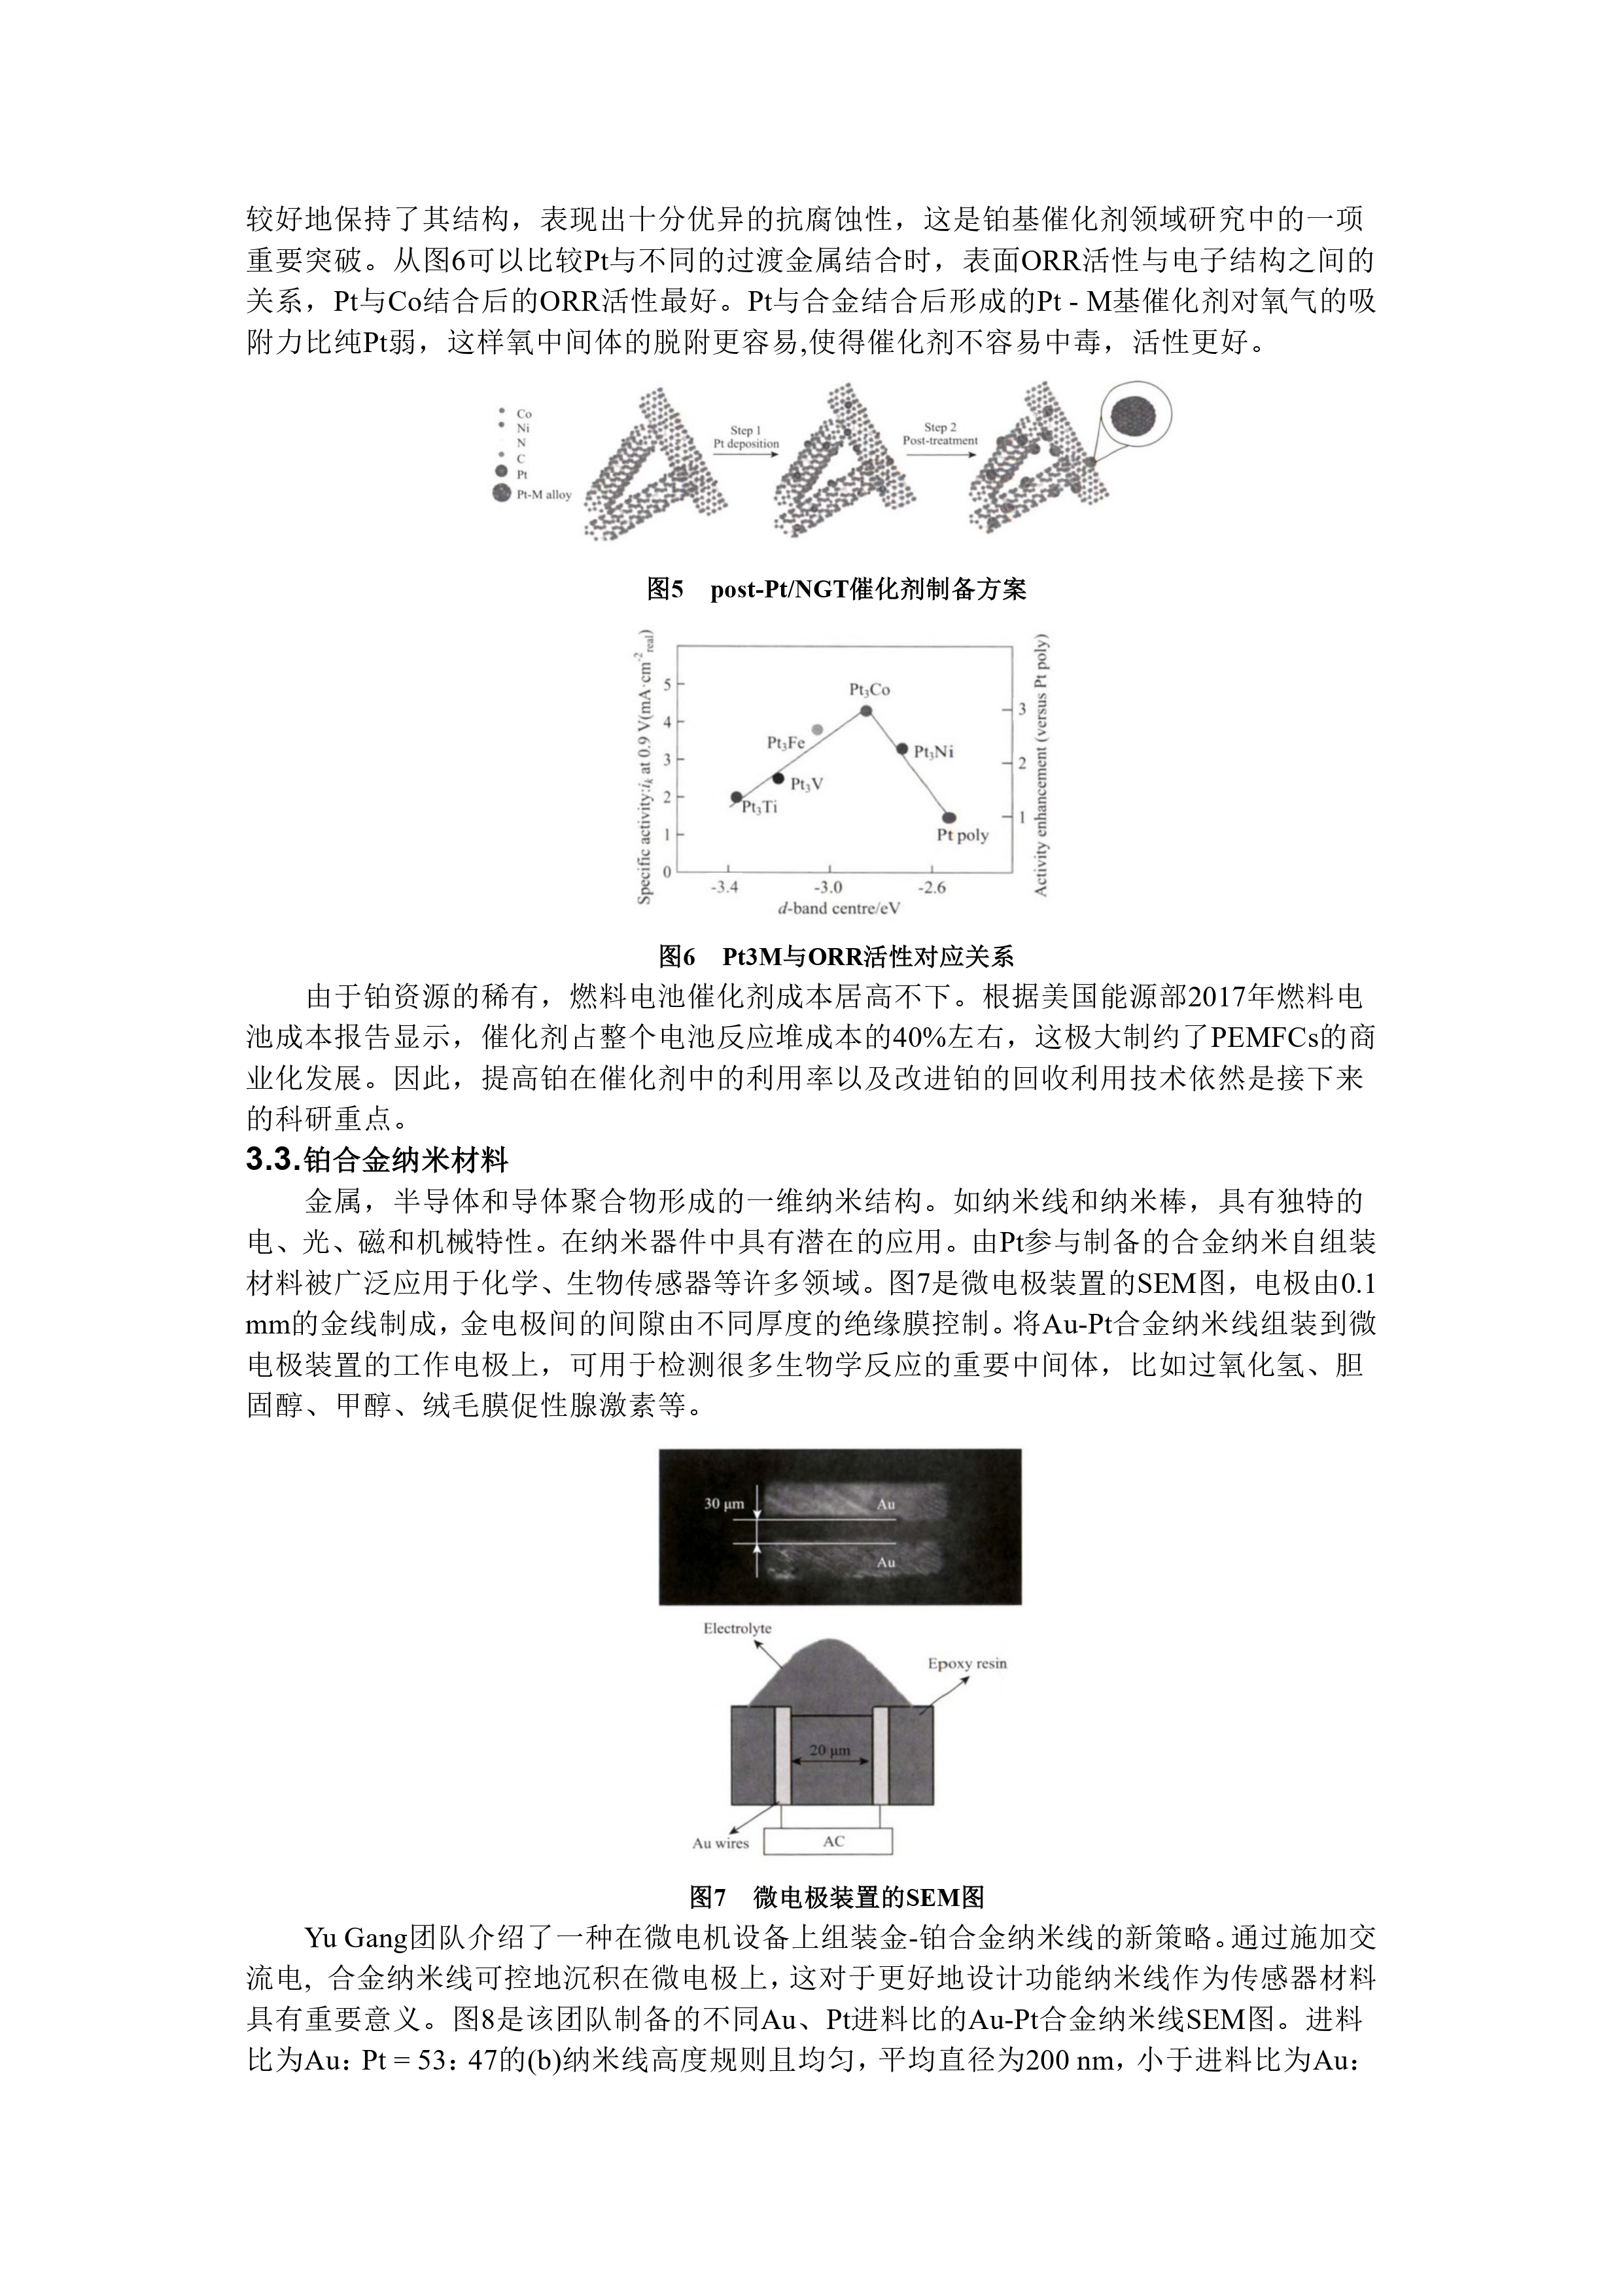 较好地保持了其结构，表现出十分优异的抗腐蚀性，这是铂基催化剂领域研究中的一项
重要突破。从图6可以比较Pt与不同的过渡金属结合时，表面ORR活性与电子结构之间的
关系，Pt与Co结合后的ORR活性最好。Pt与合金结合后形成的Pt - M基催化剂对氧气的吸
附力比纯Pt弱，这样氧中间体的脱附更容易,使得催化剂不容易中毒，活性更好。
Co
Ni
N
C
Pt
Pt-M alloy
Step 1
Pt deposition
Step 2
Post-treatment
图5 post-Pt/NGT催化剂制备方案
Specific activity:iₖ at 0.9 V(mA·cm⁻²real)
5
4
3
2
1
0
Pt₃Co
Pt₃Fe
Pt₃Ni
Pt₃V
Pt₃Ti
Pt poly
3
2
1
Activity enhancement (versus Pt poly)
-3.4 -3.0 -2.6
d-band centre/eV
图6 Pt3M与ORR活性对应关系
由于铂资源的稀有，燃料电池催化剂成本居高不下。根据美国能源部2017年燃料电
池成本报告显示，催化剂占整个电池反应堆成本的40%左右，这极大制约了PEMFCs的商
业化发展。因此，提高铂在催化剂中的利用率以及改进铂的回收利用技术依然是接下来
的科研重点。
3.3.铂合金纳米材料
金属，半导体和导体聚合物形成的一维纳米结构。如纳米线和纳米棒，具有独特的
电、光、磁和机械特性。在纳米器件中具有潜在的应用。由Pt参与制备的合金纳米自组装
材料被广泛应用于化学、生物传感器等许多领域。图7是微电极装置的SEM图，电极由0.1
mm的金线制成，金电极间的间隙由不同厚度的绝缘膜控制。将Au-Pt合金纳米线组装到微
电极装置的工作电极上，可用于检测很多生物学反应的重要中间体，比如过氧化氢、胆
固醇、甲醇、绒毛膜促性腺激素等。
30 μm
Au
Au
Electrolyte
Epoxy resin
20 μm
Au wires
AC
图7 微电极装置的SEM图
Yu Gang团队介绍了一种在微电机设备上组装金-铂合金纳米线的新策略。通过施加交
流电, 合金纳米线可控地沉积在微电极上，这对于更好地设计功能纳米线作为传感器材料
具有重要意义。图8是该团队制备的不同Au、Pt进料比的Au-Pt合金纳米线SEM图。进料
比为Au：Pt = 53：47的(b)纳米线高度规则且均匀，平均直径为200 nm，小于进料比为Au：